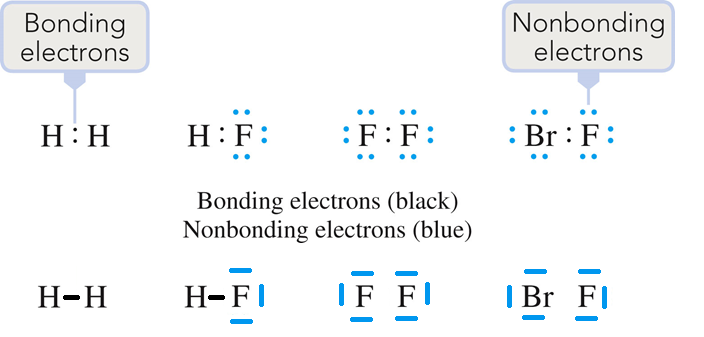 Bonding
electrons
Nonbonding
electrons
H : H
H : F :
: F : F :
: Br : F :
Bonding electrons (black)
Nonbonding electrons (blue)
H–H
H–F
F F
Br F